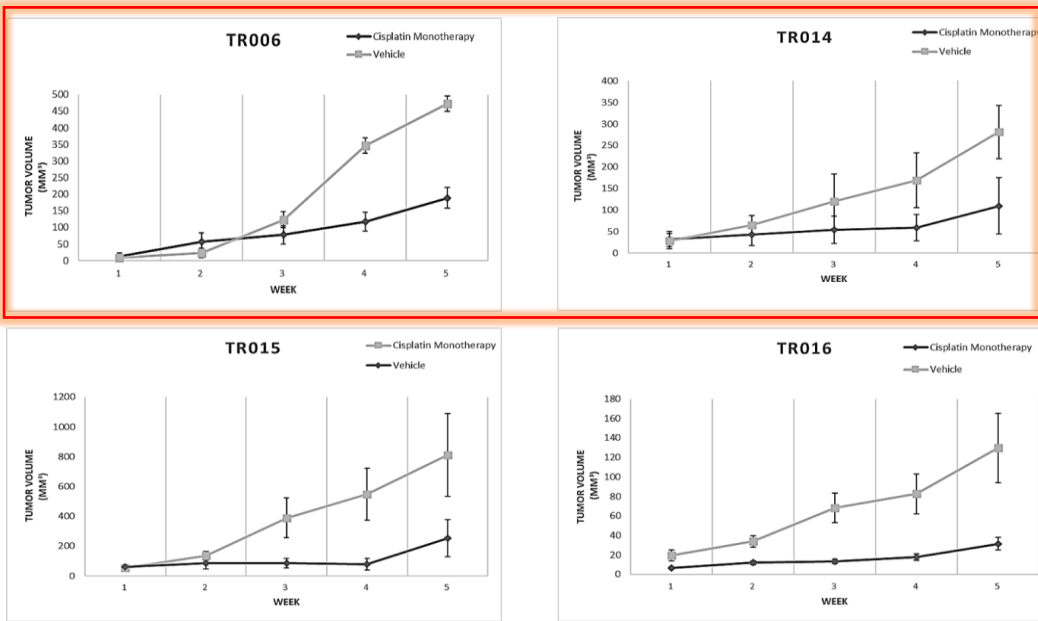 TR006
Cisplatin Monotherapy
Vehicle
500
450
400
350
300
250
200
150
100
50
0
TUMOR VOLUME
(MM³)
1 2 3 4 5
WEEK
TR014
Cisplatin Monotherapy
Vehicle
400
350
300
250
200
150
100
50
0
TUMOR VOLUME
(MM³)
1 2 3 4 5
WEEK
TR015
Cisplatin Monotherapy
Vehicle
1200
1000
800
600
400
200
0
TUMOR VOLUME
(MM³)
1 2 3 4 5
WEEK
TR016
Cisplatin Monotherapy
Vehicle
180
160
140
120
100
80
60
40
20
0
TUMOR VOLUME
(MM³)
1 2 3 4 5
WEEK